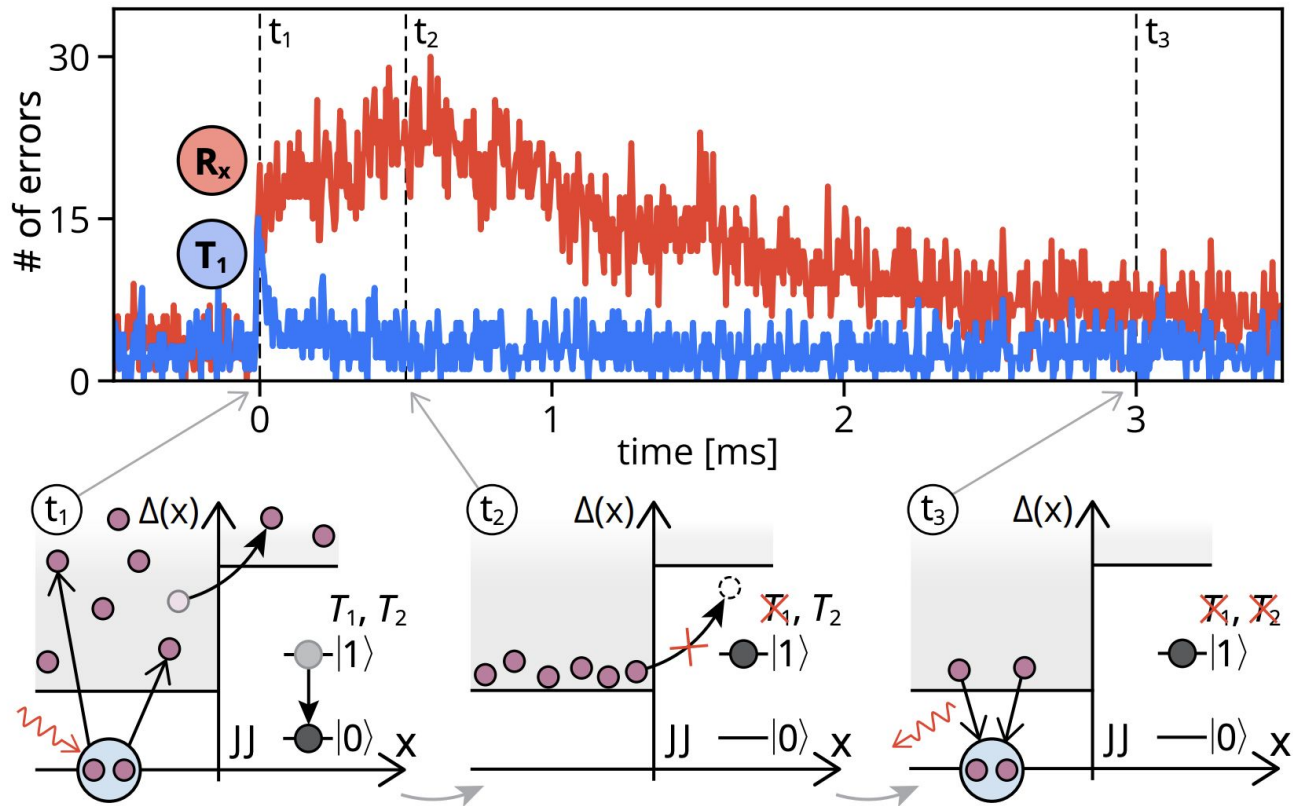 t₁
t₂
t₃
30
15
0
# of errors
Rₓ
T₁
0
1
2
3
time [ms]
t₁
Δ(x)
T₁, T₂
|1⟩
JJ
|0⟩
x
t₂
Δ(x)
T₁, T₂
|1⟩
JJ
|0⟩
x
t₃
Δ(x)
T₁, T₂
|1⟩
JJ
|0⟩
x